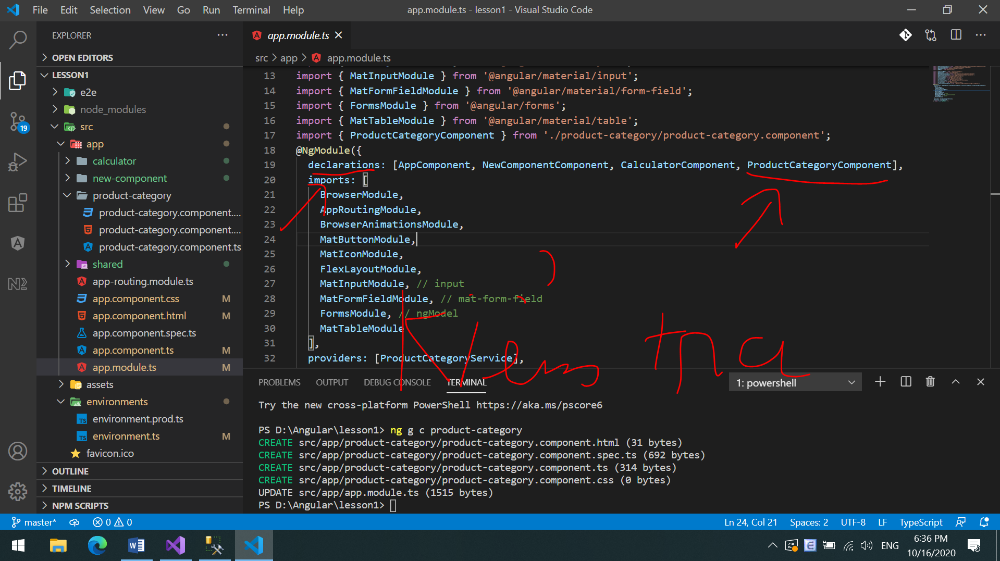 File Edit Selection View Go Run Terminal Help
app.module.ts - lesson1 - Visual Studio Code
EXPLORER
OPEN EDITORS
LESSON1
e2e
node_modules
src
app
calculator
new-component
product-category
product-category.component....
product-category.component....
product-category.component.ts
shared
app-routing.module.ts
app.component.css M
app.component.html M
app.component.spec.ts
app.component.ts M
app.module.ts M
assets
environments
environment.prod.ts
environment.ts M
favicon.ico
OUTLINE
TIMELINE
NPM SCRIPTS
19
app.module.ts
src > app > app.module.ts
13 import { MatInputModule } from '@angular/material/input';
14 import { MatFormFieldModule } from '@angular/material/form-field';
15 import { FormsModule } from '@angular/forms';
16 import { MatTableModule } from '@angular/material/table';
17 import { ProductCategoryComponent } from './product-category/product-category.component';
18 @NgModule({
19 declarations: [AppComponent, NewComponentComponent, CalculatorComponent, ProductCategoryComponent],
20 imports: [
21 BrowserModule,
22 AppRoutingModule,
23 BrowserAnimationsModule,
24 MatButtonModule,
25 MatIconModule,
26 FlexLayoutModule,
27 MatInputModule, // input
28 MatFormFieldModule, // mat-form-field
29 FormsModule, // ngModel
30 MatTableModule
31 ],
32 providers: [ProductCategoryService],
tra
PROBLEMS OUTPUT DEBUG CONSOLE TERMINAL 1: powershell
Try the new cross-platform PowerShell https://aka.ms/pscore6
PS D:\Angular\lesson1> ng g c product-category
CREATE src/app/product-category/product-category.component.html (31 bytes)
CREATE src/app/product-category/product-category.component.spec.ts (692 bytes)
CREATE src/app/product-category/product-category.component.ts (314 bytes)
CREATE src/app/product-category/product-category.component.css (0 bytes)
UPDATE src/app/app.module.ts (1515 bytes)
PS D:\Angular\lesson1>
master* 0 0 Ln 24, Col 21 Spaces: 2 UTF-8 LF TypeScript
ENG
6:36 PM
10/16/2020